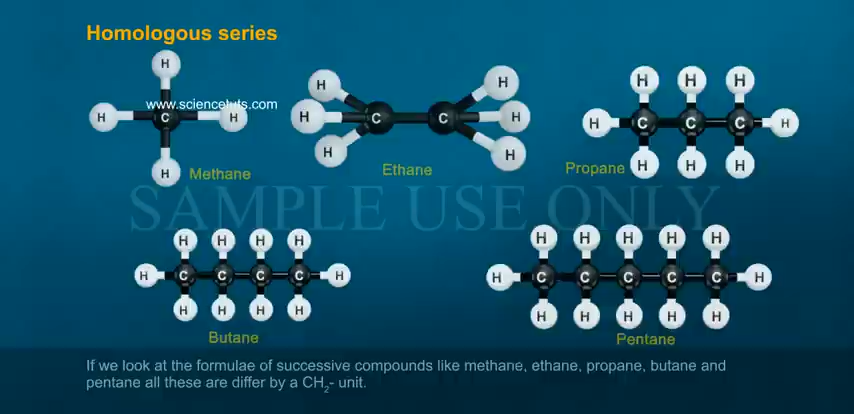 Homologous series
H
www.sciencetuts.com
H C H
H
Methane
H H
H C C H
H H
Ethane
H H H
H C C C H
H H H
Propane
SAMPLE USE ONLY
H H H H
H C C C C H
H H H H
Butane
H H H H H
H C C C C C H
H H H H H
Pentane
If we look at the formulae of successive compounds like methane, ethane, propane, butane and
pentane all these are differ by a CH₂- unit.